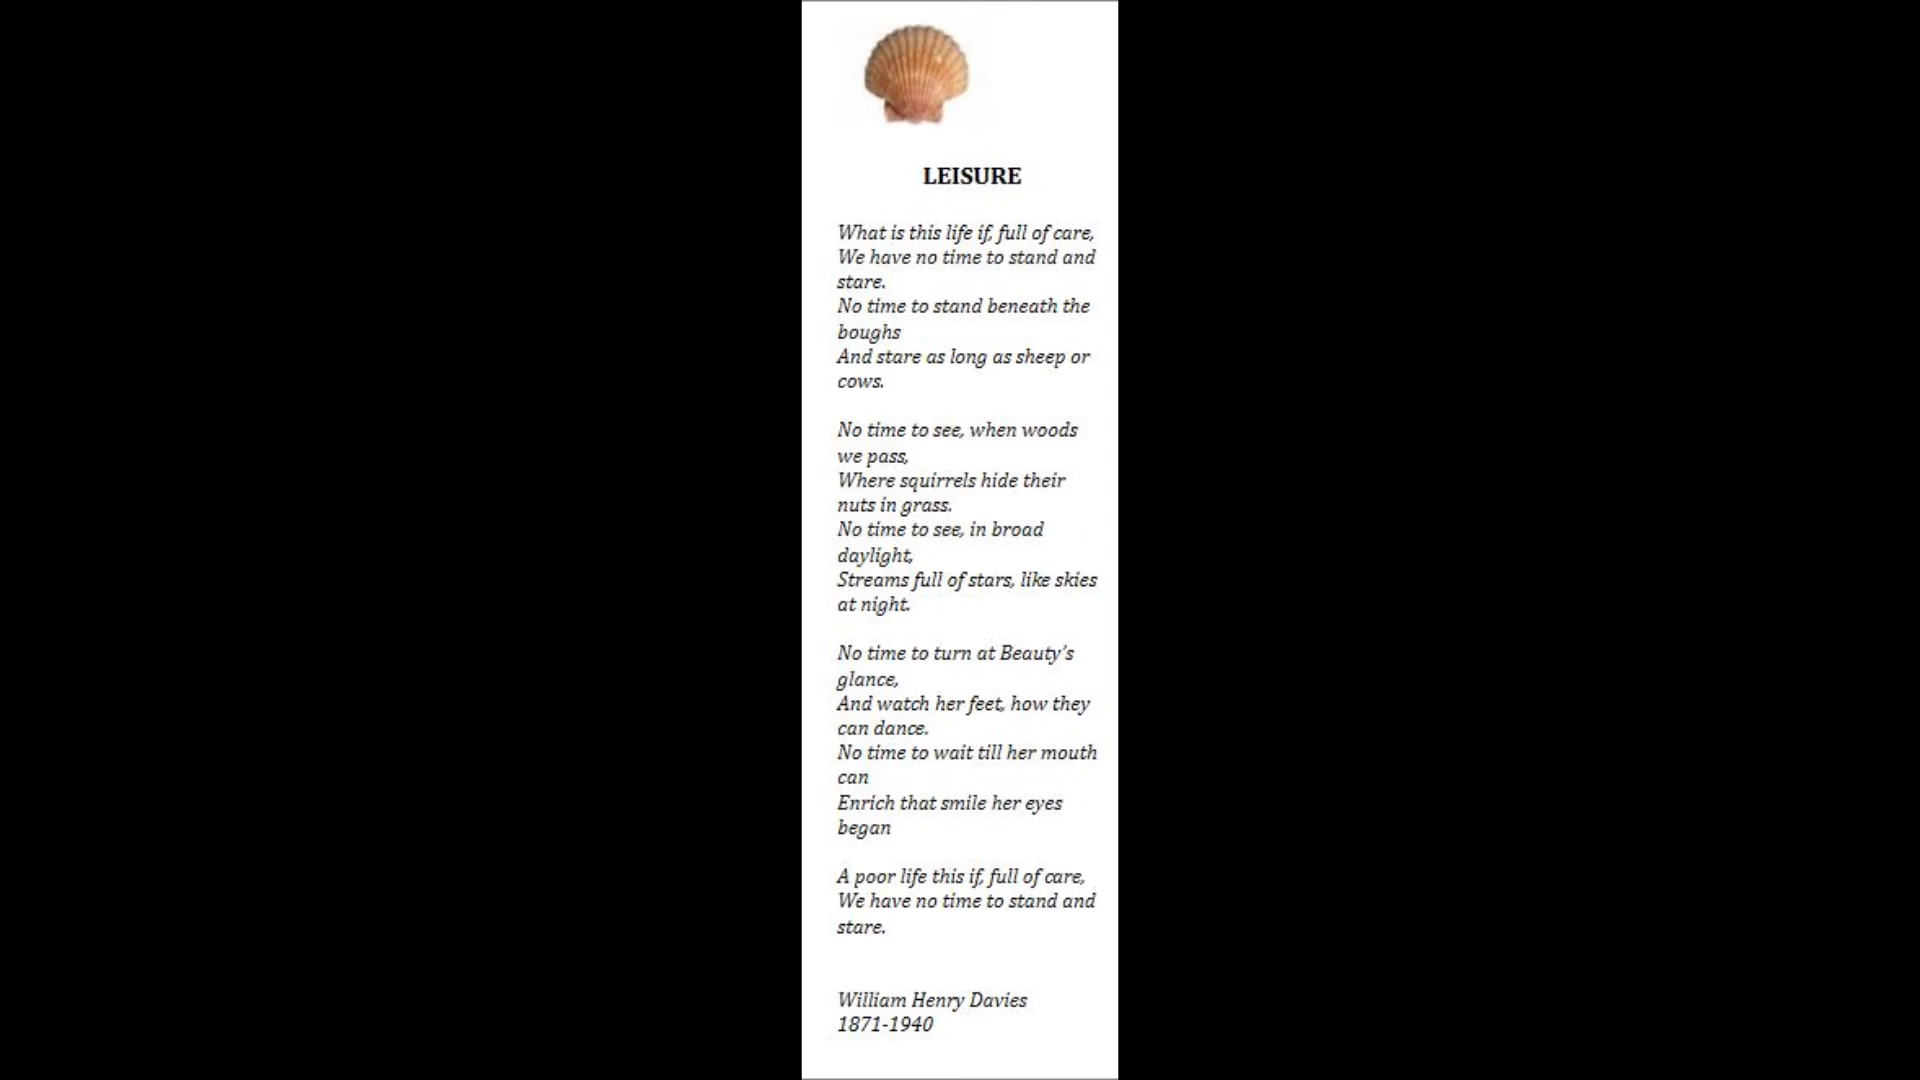 LEISURE
What is this life if, full of care,
We have no time to stand and
stare.
No time to stand beneath the
boughs
And stare as long as sheep or
cows.
No time to see, when woods
we pass,
Where squirrels hide their
nuts in grass.
No time to see, in broad
daylight,
Streams full of stars, like skies
at night.
No time to turn at Beauty's
glance,
And watch her feet, how they
can dance.
No time to wait till her mouth
can
Enrich that smile her eyes
began
A poor life this if, full of care,
We have no time to stand and
stare.
William Henry Davies
1871-1940